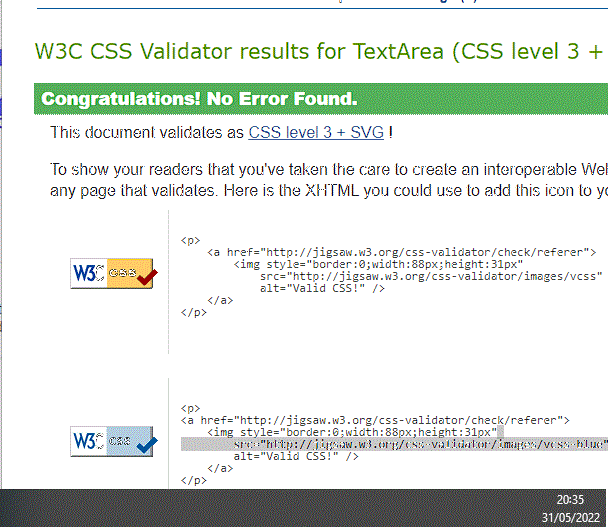 W3C CSS Validator results for TextArea (CSS level 3 +
Congratulations! No Error Found.
This document validates as CSS level 3 + SVG !
To show your readers that you've taken the care to create an interoperable
any page that validates. Here is the XHTML you could use to add this icon to
<p>
<a href="http://jigsaw.w3.org/css-validator/check/referer">
<img style="border:0;width:88px;height:31px"
src="http://jigsaw.w3.org/css-validator/images/vcss"
alt="Valid CSS!" />
</a>
</p>
W3C css
<p>
<a href="http://jigsaw.w3.org/css-validator/check/referer">
<img style="border:0;width:88px;height:31px"
src="http://jigsaw.w3.org/css-validator/images/vcss-blue"
alt="Valid CSS!" />
</a>
</p>
W3C css
20:35
31/05/2022